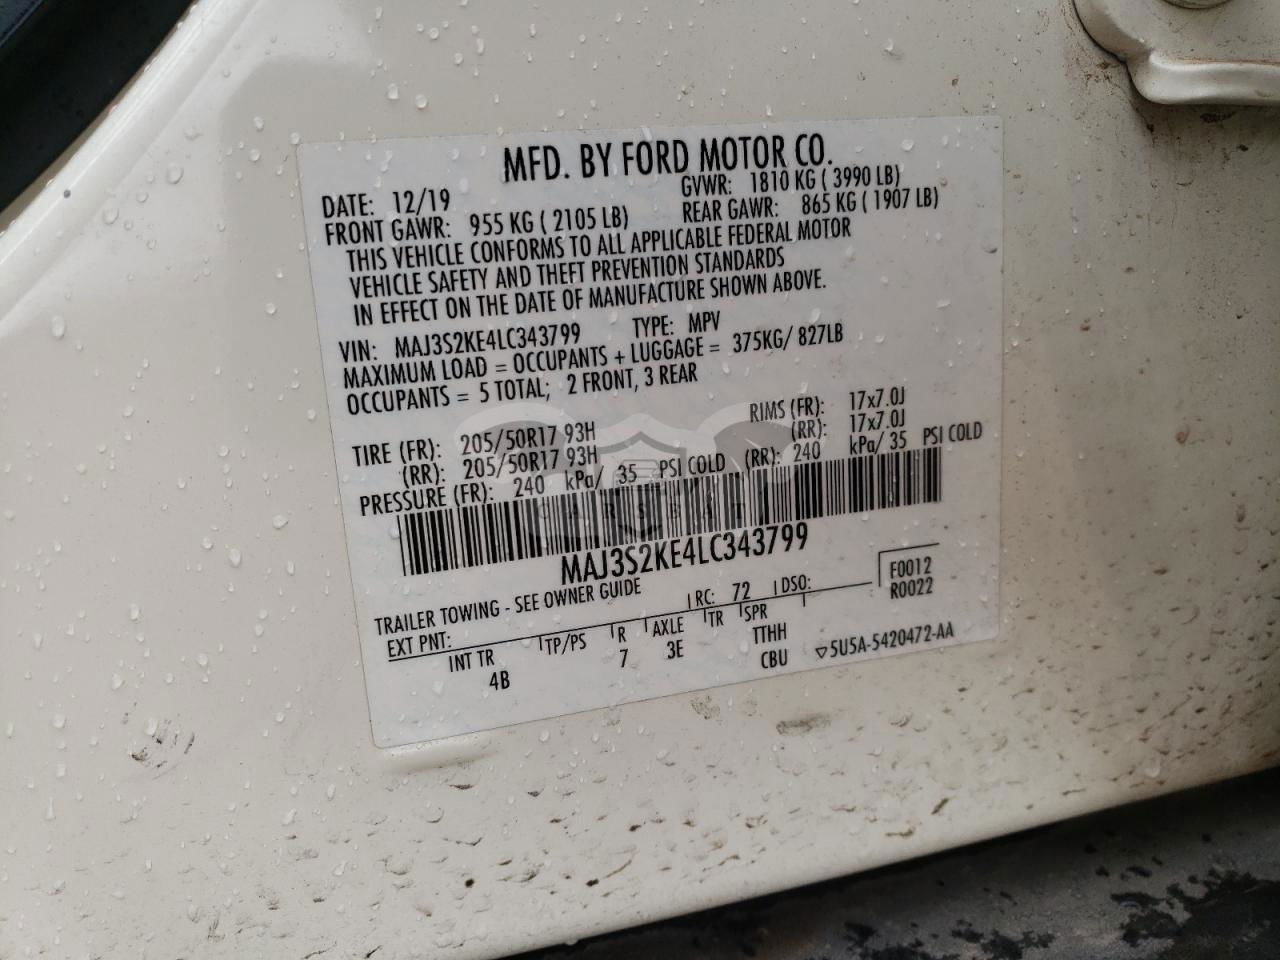 MFD. BY FORD MOTOR CO.
DATE: 12/19 GVWR: 1810 KG ( 3990 LB)
FRONT GAWR: 955 KG ( 2105 LB) REAR GAWR: 865 KG ( 1907 LB)
THIS VEHICLE CONFORMS TO ALL APPLICABLE FEDERAL MOTOR
VEHICLE SAFETY AND THEFT PREVENTION STANDARDS
IN EFFECT ON THE DATE OF MANUFACTURE SHOWN ABOVE.
VIN: MAJ3S2KE4LC343799 TYPE: MPV
MAXIMUM LOAD = OCCUPANTS + LUGGAGE = 375KG/ 827LB
OCCUPANTS = 5 TOTAL; 2 FRONT, 3 REAR
TIRE (FR): 205/50R17 93H RIMS (FR): 17x7.0J
(RR): 205/50R17 93H (RR): 17x7.0J
PRESSURE (FR): 240 kPa/ 35 PSI COLD (RR): 240 kPa/ 35 PSI COLD
MAJ3S2KE4LC343799
TRAILER TOWING - SEE OWNER GUIDE
EXT PNT: RC: 72 DSO: F0012
R0022
INT TR TP/PS R AXLE TR SPR
4B 7 3E TTHH
CBU ▽5U5A-5420472-AA